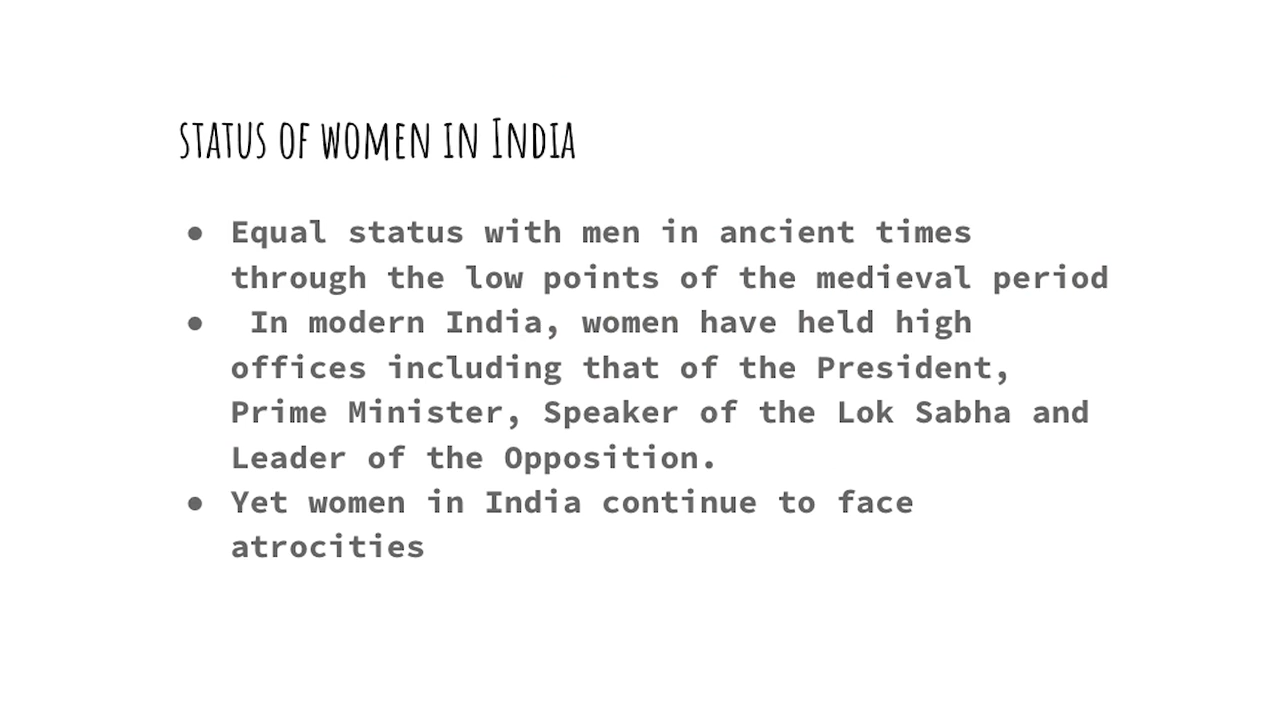 STATUS OF WOMEN IN INDIA
● Equal status with men in ancient times
through the low points of the medieval period
● In modern India, women have held high
offices including that of the President,
Prime Minister, Speaker of the Lok Sabha and
Leader of the Opposition.
● Yet women in India continue to face
atrocities